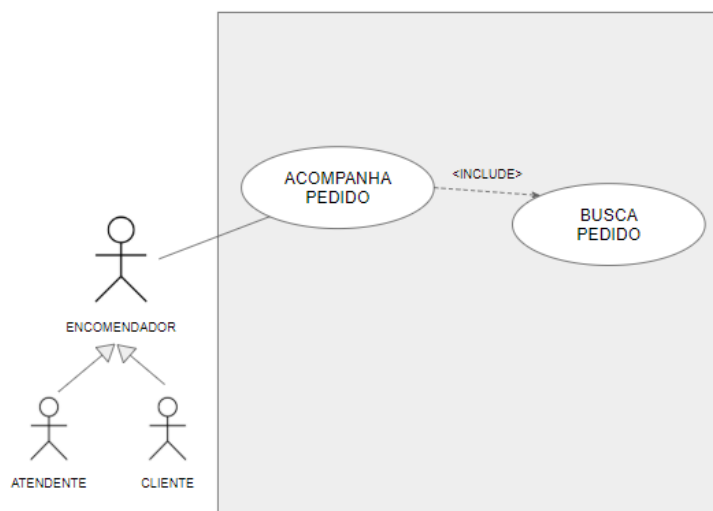 ACOMPANHA
PEDIDO
<INCLUDE>
BUSCA
PEDIDO
ENCOMENDADOR
ATENDENTE
CLIENTE